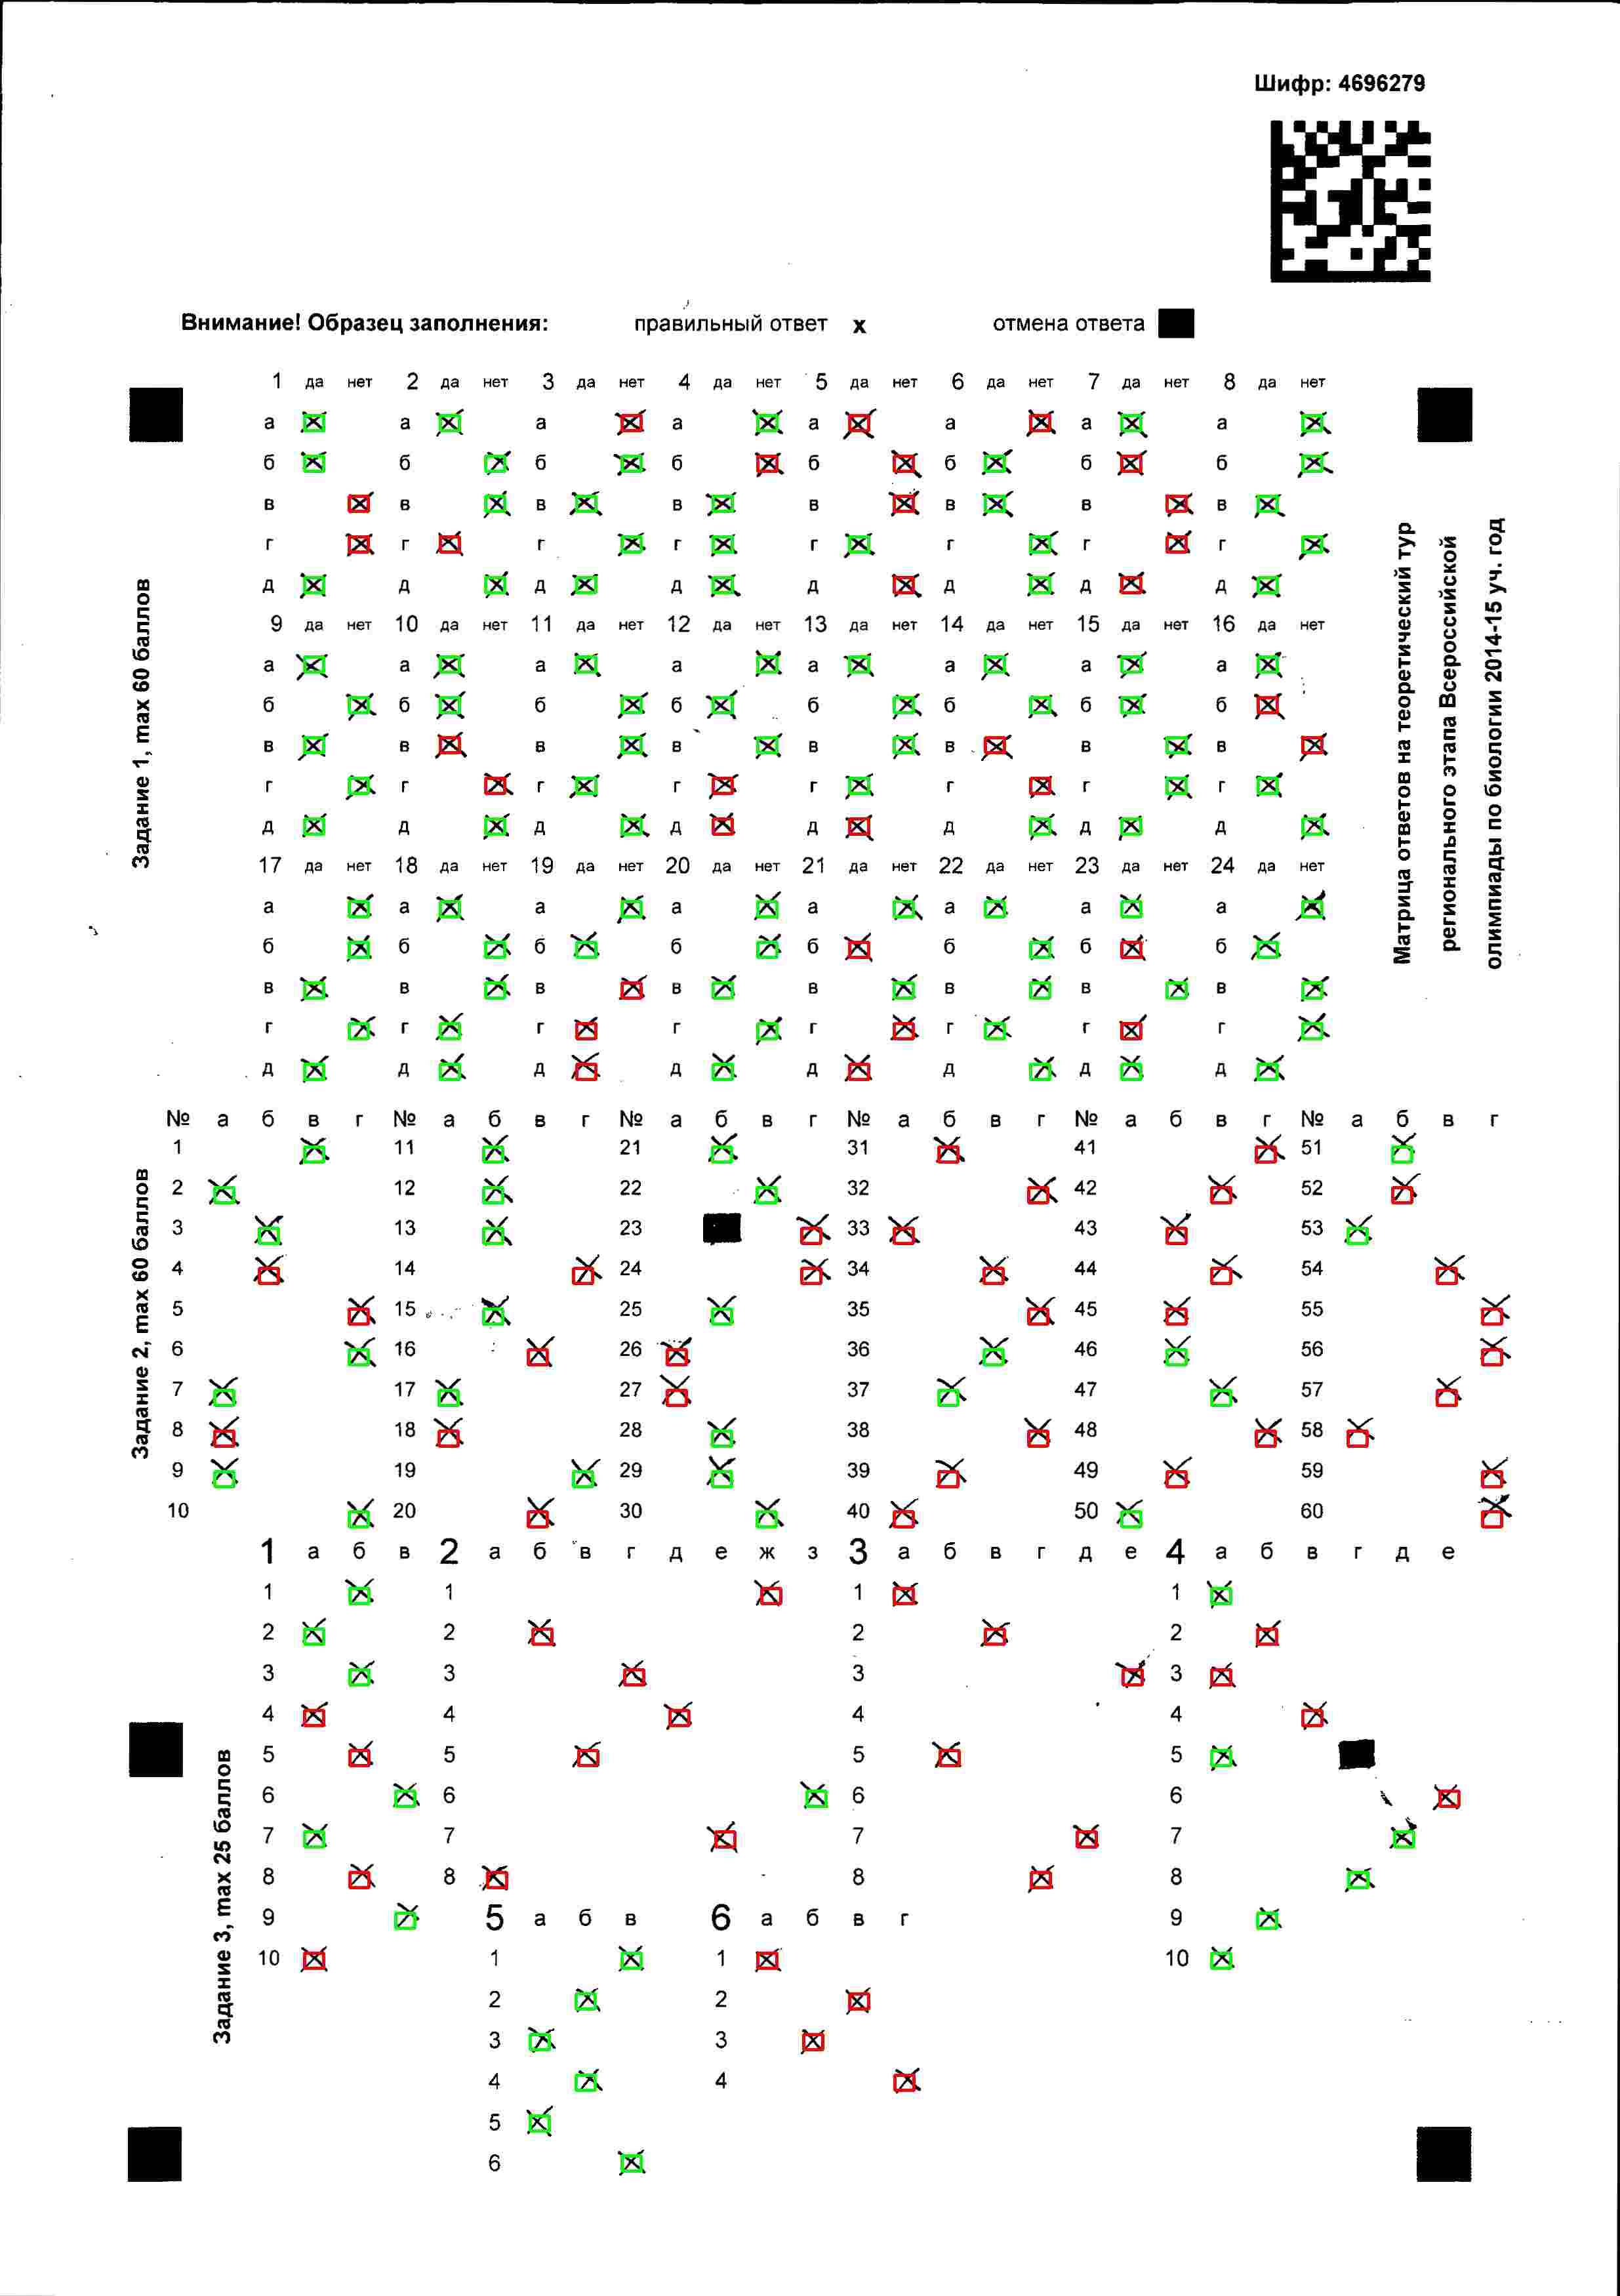 Шифр: 4696279
Внимание! Образец заполнения: правильный ответ х отмена ответа
Задание 1, max 60 баллов
1 да нет 2 да нет 3 да нет 4 да нет 5 да нет 6 да нет 7 да нет 8 да нет
а а а а а а а а
б б б б б б б б
в в в в в в в в
г г г г г г г г
д д д д д д д д
9 да нет 10 да нет 11 да нет 12 да нет 13 да нет 14 да нет 15 да нет 16 да нет
а а а а а а а а
б б б б б б б б
в в в в в в в в
г г г г г г г г
д д д д д д д д
17 да нет 18 да нет 19 да нет 20 да нет 21 да нет 22 да нет 23 да нет 24 да нет
а а а а а а а а
б б б б б б б б
в в в в в в в в
г г г г г г г г
д д д д д д д д
Матрица ответов на теоретический тур
регионального этапа Всероссийской
олимпиады по биологии 2014-15 уч. год
Задание 2, max 60 баллов
№ а б в г № а б в г № а б в г № а б в г № а б в г № а б в г
1 11 21 31 41 51
2 12 22 32 42 52
3 13 23 33 43 53
4 14 24 34 44 54
5 15 25 35 45 55
6 16 26 36 46 56
7 17 27 37 47 57
8 18 28 38 48 58
9 19 29 39 49 59
10 20 30 40 50 60
Задание 3, max 25 баллов
1 а б в 2 а б в г д е ж з 3 а б в г д е 4 а б в г д е
1 1 1 1
2 2 2 2
3 3 3 3
4 4 4 4
5 5 5 5
6 6 6 6
7 7 7 7
8 8 8 8
9 5 а б в 6 а б в г 9
10 1 1 10
2 2
3 3
4 4
5
6